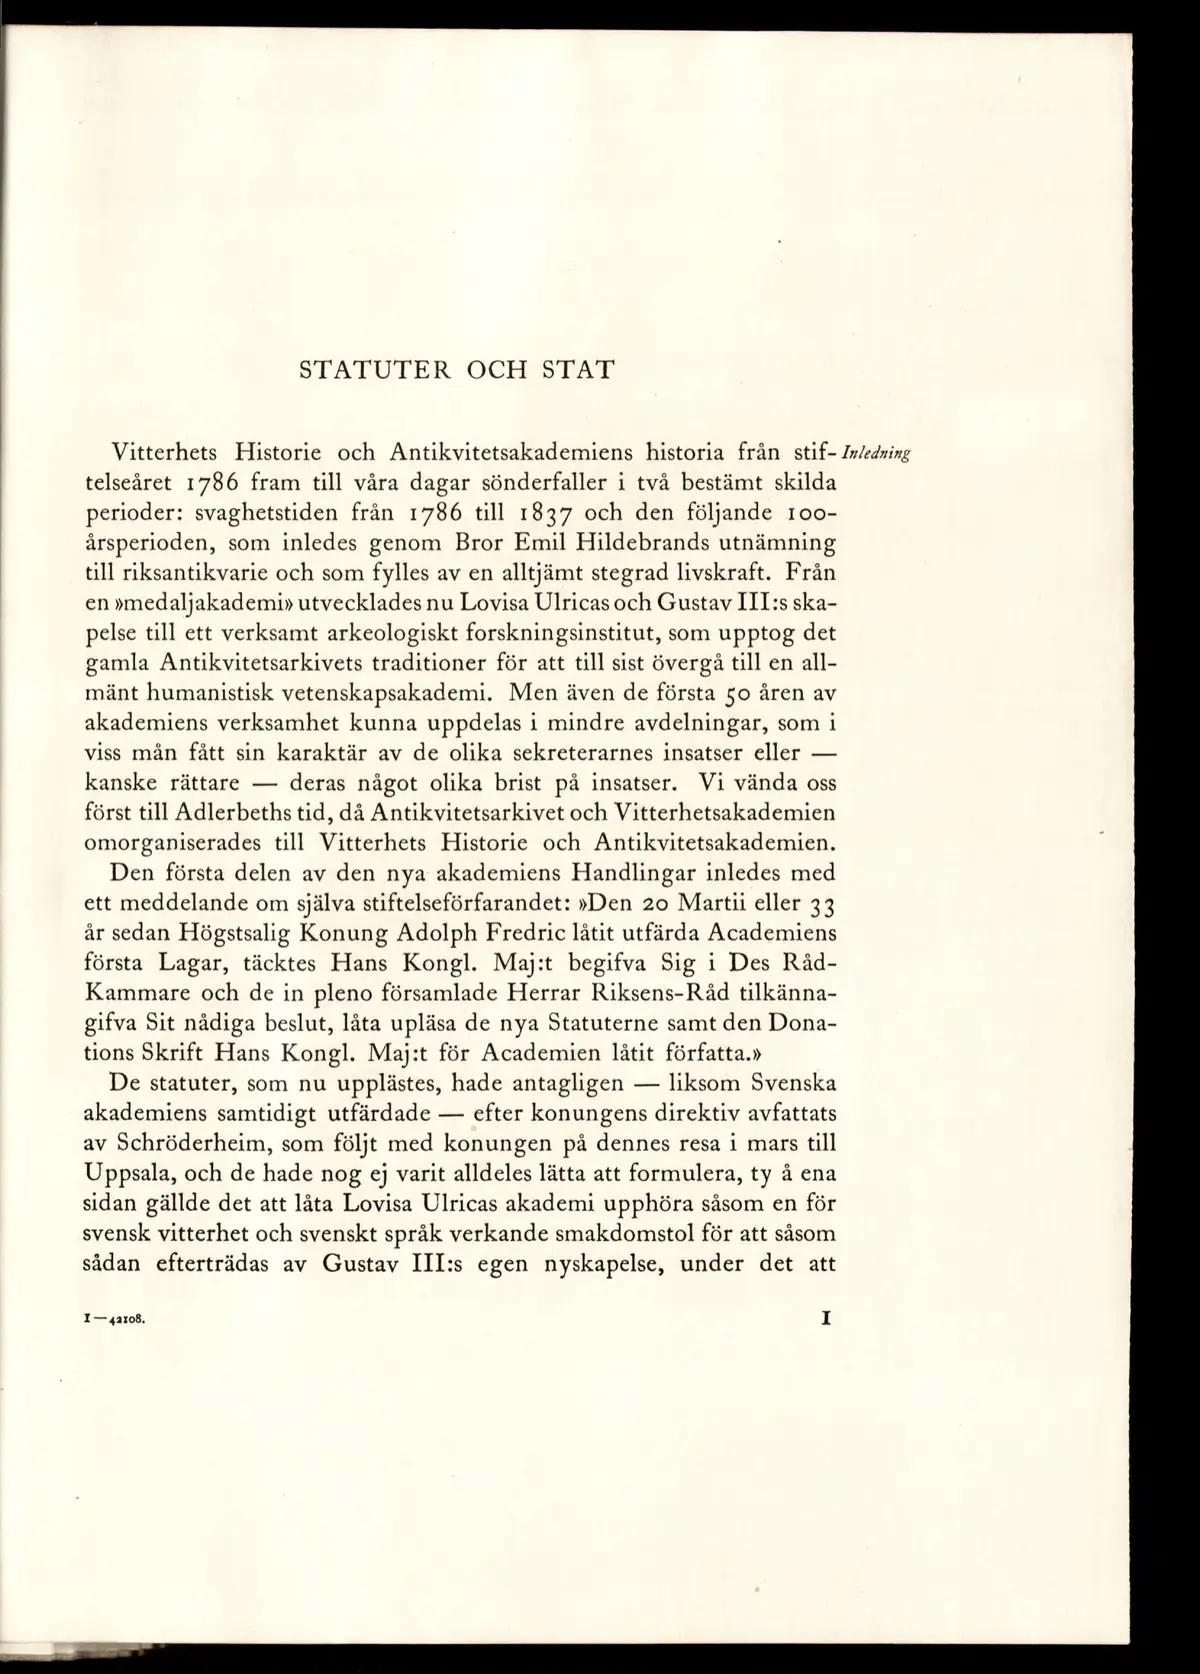 STATUTER OCH STAT
Vitterhets Historie och Antikvitetsakademiens historia från stif- Inledning
telseåret 1786 fram till våra dagar sönderfaller i två bestämt skilda
perioder: svaghetstiden från 1786 till 1837 och den följande 100-
årsperioden, som inledes genom Bror Emil Hildebrands utnämning
till riksantikvarie och som fylles av en alltjämt stegrad livskraft. Från
en »medaljakademi» utvecklades nu Lovisa Ulricas och Gustav III:s ska-
pelse till ett verksamt arkeologiskt forskningsinstitut, som upptog det
gamla Antikvitetsarkivets traditioner för att till sist övergå till en all-
mänt humanistisk vetenskapsakademi. Men även de första 50 åren av
akademiens verksamhet kunna uppdelas i mindre avdelningar, som i
viss mån fått sin karaktär av de olika sekreterarnes insatser eller —
kanske rättare — deras något olika brist på insatser. Vi vända oss
först till Adlerbeths tid, då Antikvitetsarkivet och Vitterhetsakademien
omorganiserades till Vitterhets Historie och Antikvitetsakademien.
Den första delen av den nya akademiens Handlingar inledes med
ett meddelande om själva stiftelseförfarandet: »Den 20 Martii eller 33
år sedan Högstsalig Konung Adolph Fredric låtit utfärda Academiens
första Lagar, täcktes Hans Kongl. Maj:t begifva Sig i Des Råd-
Kammare och de in pleno församlade Herrar Riksens-Råd tilkänna-
gifva Sit nådiga beslut, låta upläsa de nya Statuterne samt den Dona-
tions Skrift Hans Kongl. Maj:t för Academien låtit författa.»
De statuter, som nu upplästes, hade antagligen — liksom Svenska
akademiens samtidigt utfärdade — efter konungens direktiv avfattats
av Schröderheim, som följt med konungen på dennes resa i mars till
Uppsala, och de hade nog ej varit alldeles lätta att formulera, ty å ena
sidan gällde det att låta Lovisa Ulricas akademi upphöra såsom en för
svensk vitterhet och svenskt språk verkande smakdomstol för att såsom
sådan efterträdas av Gustav III:s egen nyskapelse, under det att
1—42108. 1